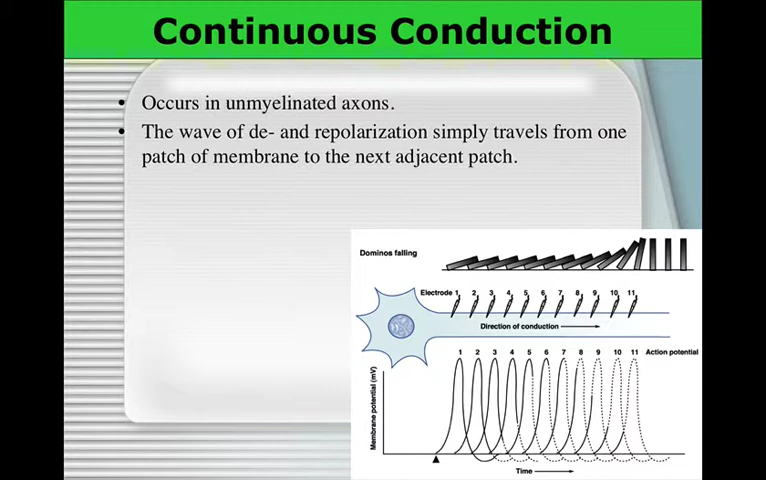 Continuous Conduction
• Occurs in unmyelinated axons.
• The wave of de- and repolarization simply travels from one
patch of membrane to the next adjacent patch.
Dominos falling
Electrode 1 2 3 4 5 6 7 8 9 10 11
Direction of conduction
1 2 3 4 5 6 7 8 9 10 11 Action potential
Membrane potential (mV)
Time